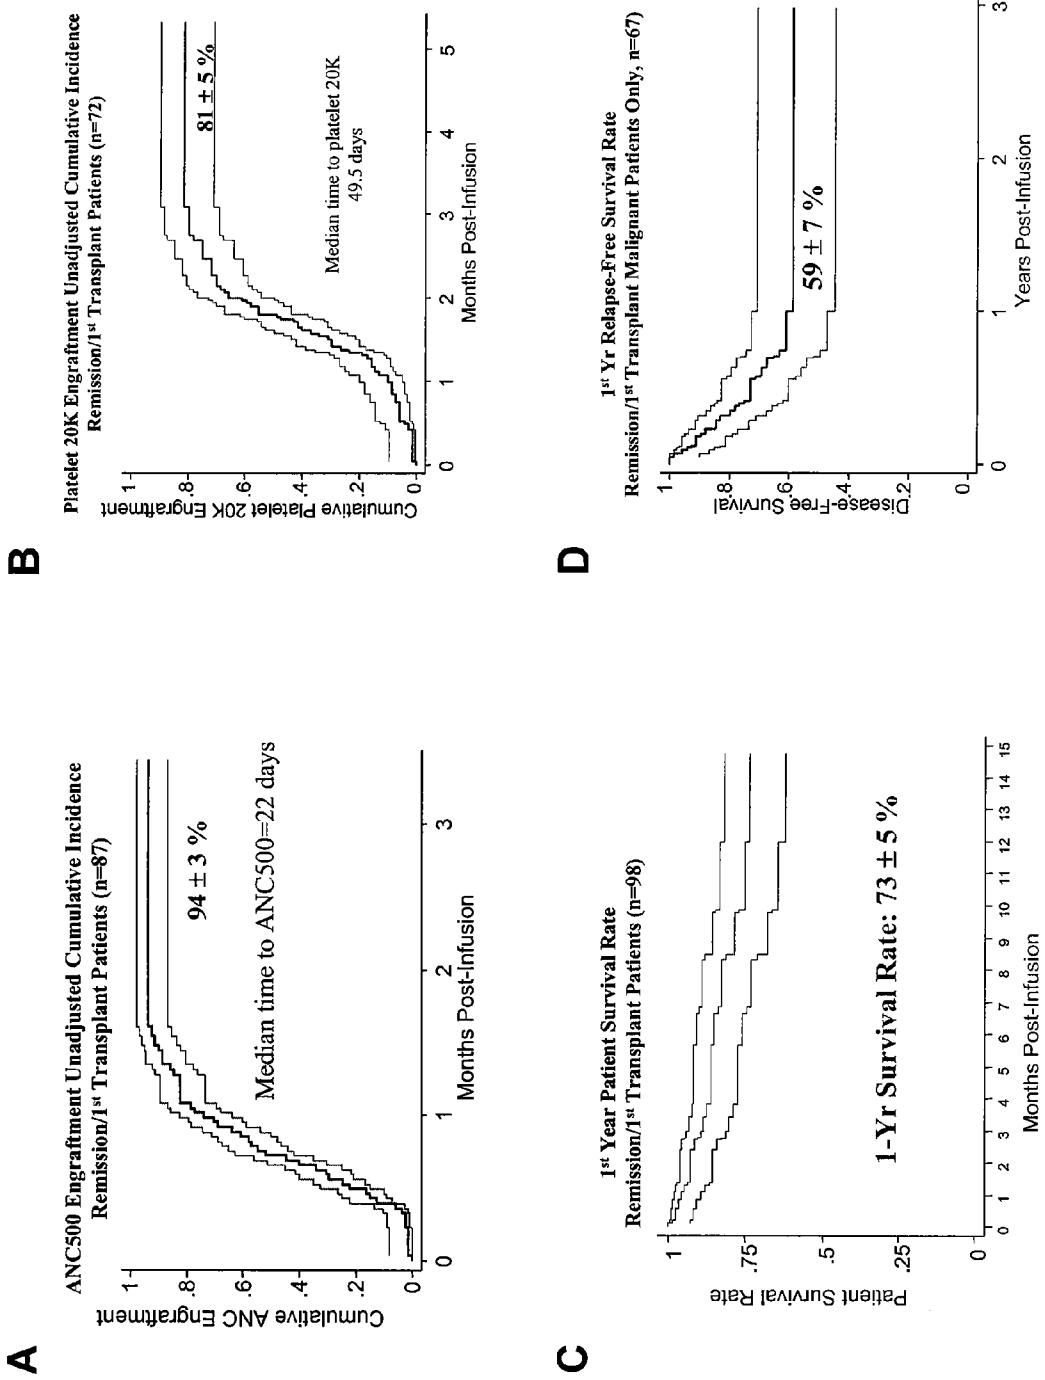 A
ANC500 Engraftment Unadjusted Cumulative Incidence
Remission/1st Transplant Patients (n=87)
Cumulative ANC Engraftment
1
.8
.6
.4
.2
0
94 ± 3 %
Median time to ANC500=22 days
0 1 2 3
Months Post-Infusion
B
Platelet 20K Engraftment Unadjusted Cumulative Incidence
Remission/1st Transplant Patients (n=72)
Cumulative Platelet 20K Engraftment
1
.8
.6
.4
.2
0
81 ± 5 %
Median time to platelet 20K
49.5 days
0 1 2 3 4 5
Months Post-Infusion
C
1st Year Patient Survival Rate
Remission/1st Transplant Patients (n=98)
Patient Survival Rate
1
.75
.5
.25
0
1-Yr Survival Rate: 73 ± 5 %
0 1 2 3 4 5 6 7 8 9 10 11 12 13 14 15
Months Post-Infusion
D
1st Yr Relapse-Free Survival Rate
Remission/1st Transplant Malignant Patients Only, n=67)
Disease-Free Survival
1
.8
.6
.4
0.2
0
59 ± 7 %
0 1 2 3
Years Post-Infusion